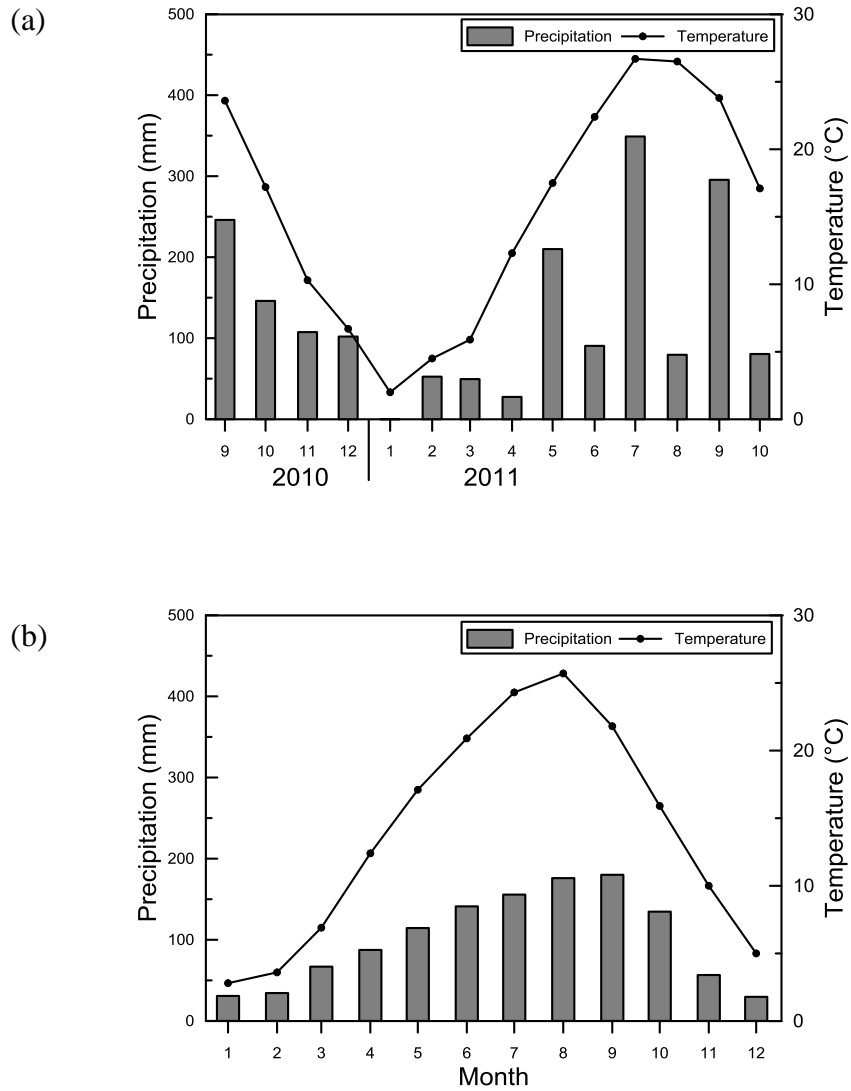 (a)
500
30
Precipitation
Temperature
400
300
20
200
10
100
0
0
Precipitation (mm)
Temperature (°C)
9 10 11 12 1 2 3 4 5 6 7 8 9 10
2010 2011
(b)
500
30
Precipitation
Temperature
400
300
20
200
10
100
0
0
Precipitation (mm)
Temperature (°C)
1 2 3 4 5 6 7 8 9 10 11 12
Month